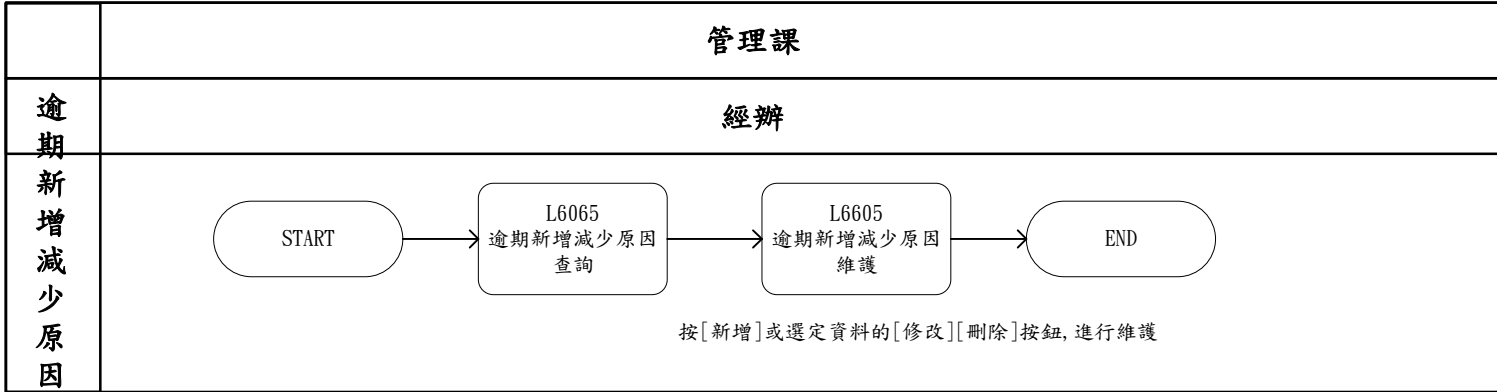 管理課
經辦
逾期新增減少原因
START
L6065
逾期新增減少原因
查詢
L6605
逾期新增減少原因
維護
END
按[新增]或選定資料的[修改][刪除]按鈕,進行維護